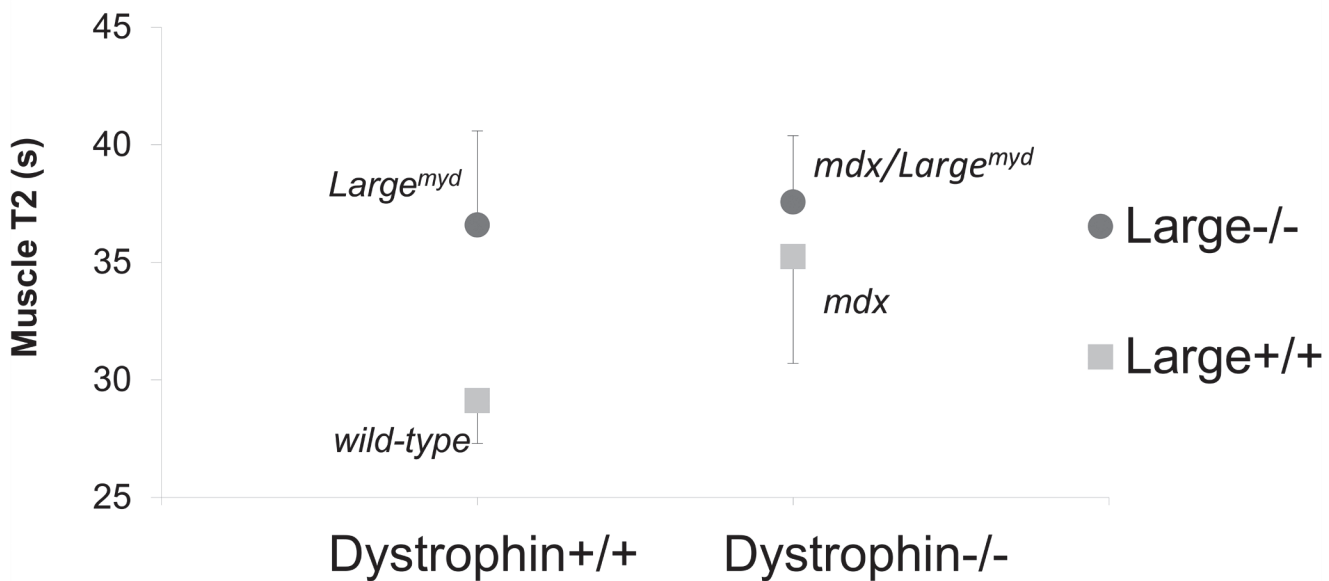 45
40
35
30
25
Muscle T2 (s)
Large^myd
wild-type
mdx/Large^myd
mdx
Large-/-
Large+/+
Dystrophin+/+
Dystrophin-/-